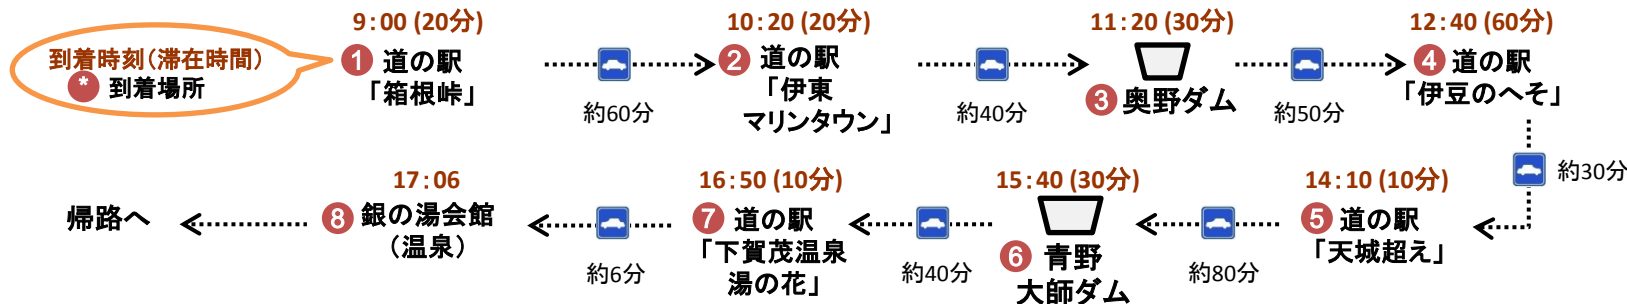 到着時刻（滞在時間）
* 到着場所
9：00 (20分)
1 道の駅
「箱根峠」
約60分
10：20 (20分)
2 道の駅
「伊東
マリンタウン」
約40分
11：20 (30分)
3 奥野ダム
約50分
12：40 (60分)
4 道の駅
「伊豆のへそ」
約30分
14：10 (10分)
5 道の駅
「天城超え」
約80分
15：40 (30分)
6 青野
大師ダム
約40分
16：50 (10分)
7 道の駅
「下賀茂温泉
湯の花」
約6分
17：06
8 銀の湯会館
（温泉）
帰路へ